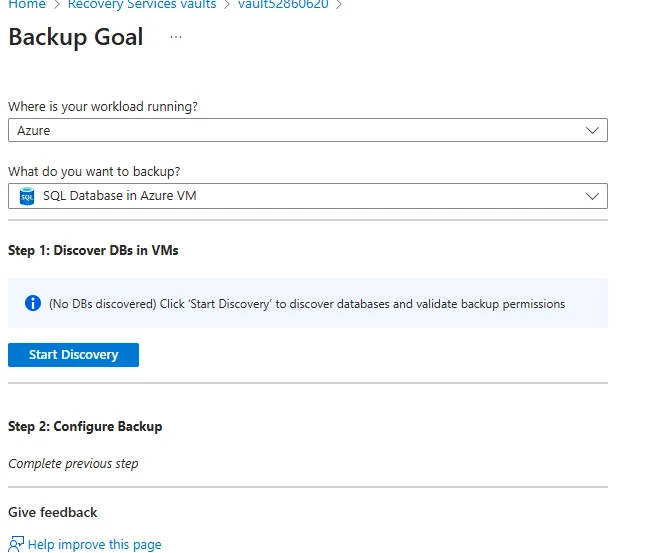 Home > Recovery Services vaults > vault52860620 >
Backup Goal ...
Where is your workload running?
Azure
What do you want to backup?
SQL SQL Database in Azure VM
Step 1: Discover DBs in VMs
(No DBs discovered) Click 'Start Discovery' to discover databases and validate backup permissions
Start Discovery
Step 2: Configure Backup
Complete previous step
Give feedback
Help improve this page